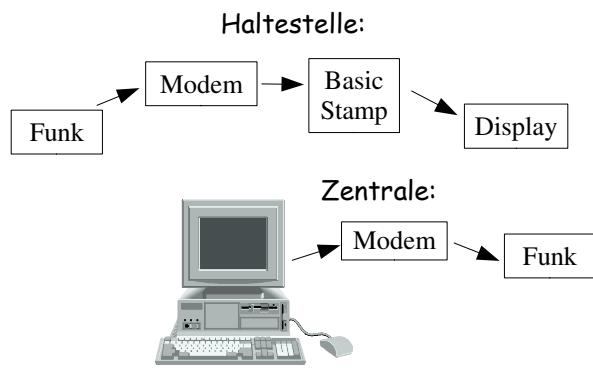 Haltestelle:
Modem
Basic
Stamp
Funk
Display
Zentrale:
Modem
Funk